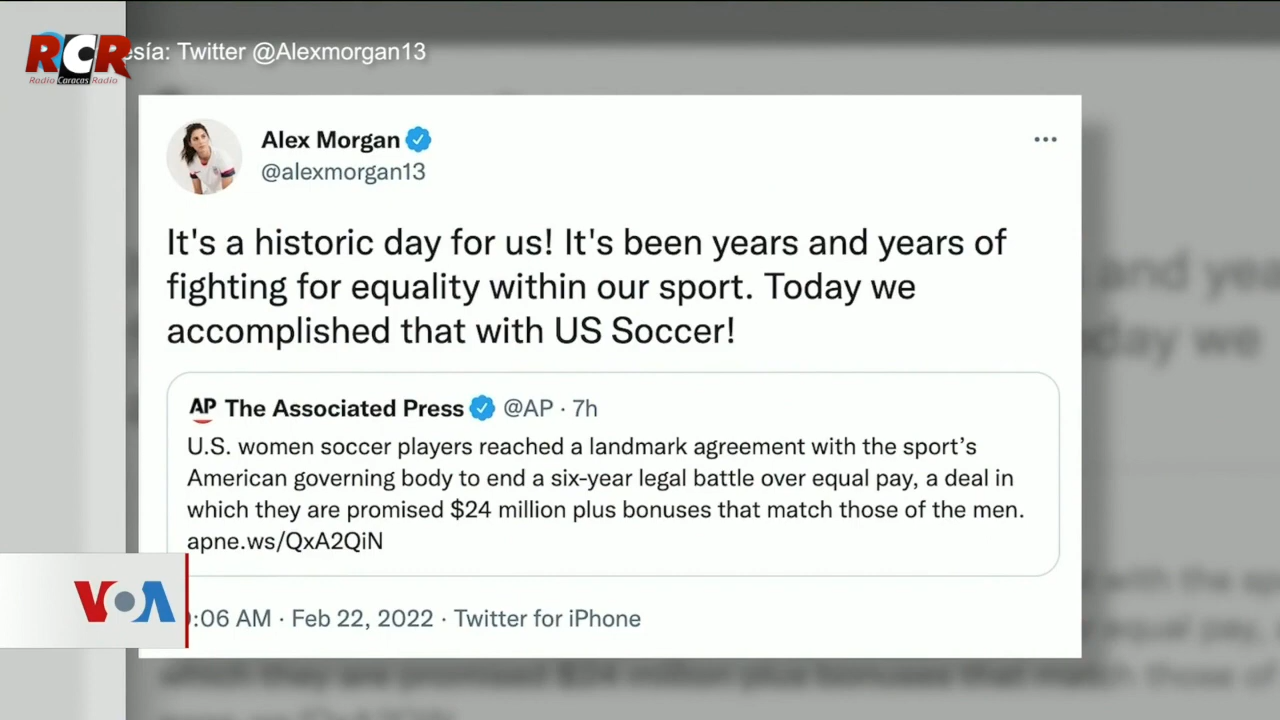 RCR
Radio Caracas Radio
esía: Twitter @Alexmorgan13
Alex Morgan
@alexmorgan13
It's a historic day for us! It's been years and years of
fighting for equality within our sport. Today we
accomplished that with US Soccer!
AP The Associated Press @AP · 7h
U.S. women soccer players reached a landmark agreement with the sport's
American governing body to end a six-year legal battle over equal pay, a deal in
which they are promised $24 million plus bonuses that match those of the men.
apne.ws/QxA2QiN
:06 AM · Feb 22, 2022 · Twitter for iPhone
VOA